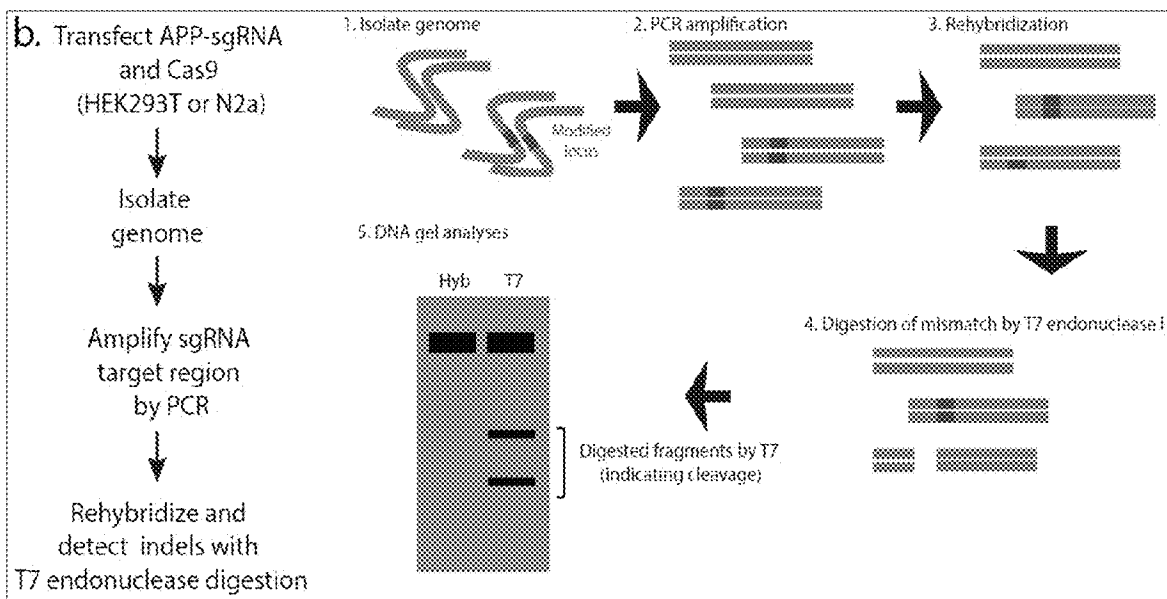 b. Transfect APP-sgRNA
and Cas9
(HEK293T or N2a)
Isolate
genome
Amplify sgRNA
target region
by PCR
Rehybridize and
detect indels with
T7 endonuclease digestion
1. Isolate genome
Modified
locus
2. PCR amplification
3. Rehybridization
4. Digestion of mismatch by T7 endonuclease I
5. DNA gel analyses
Hyb T7
Digested fragments by T7
(indicating cleavage)